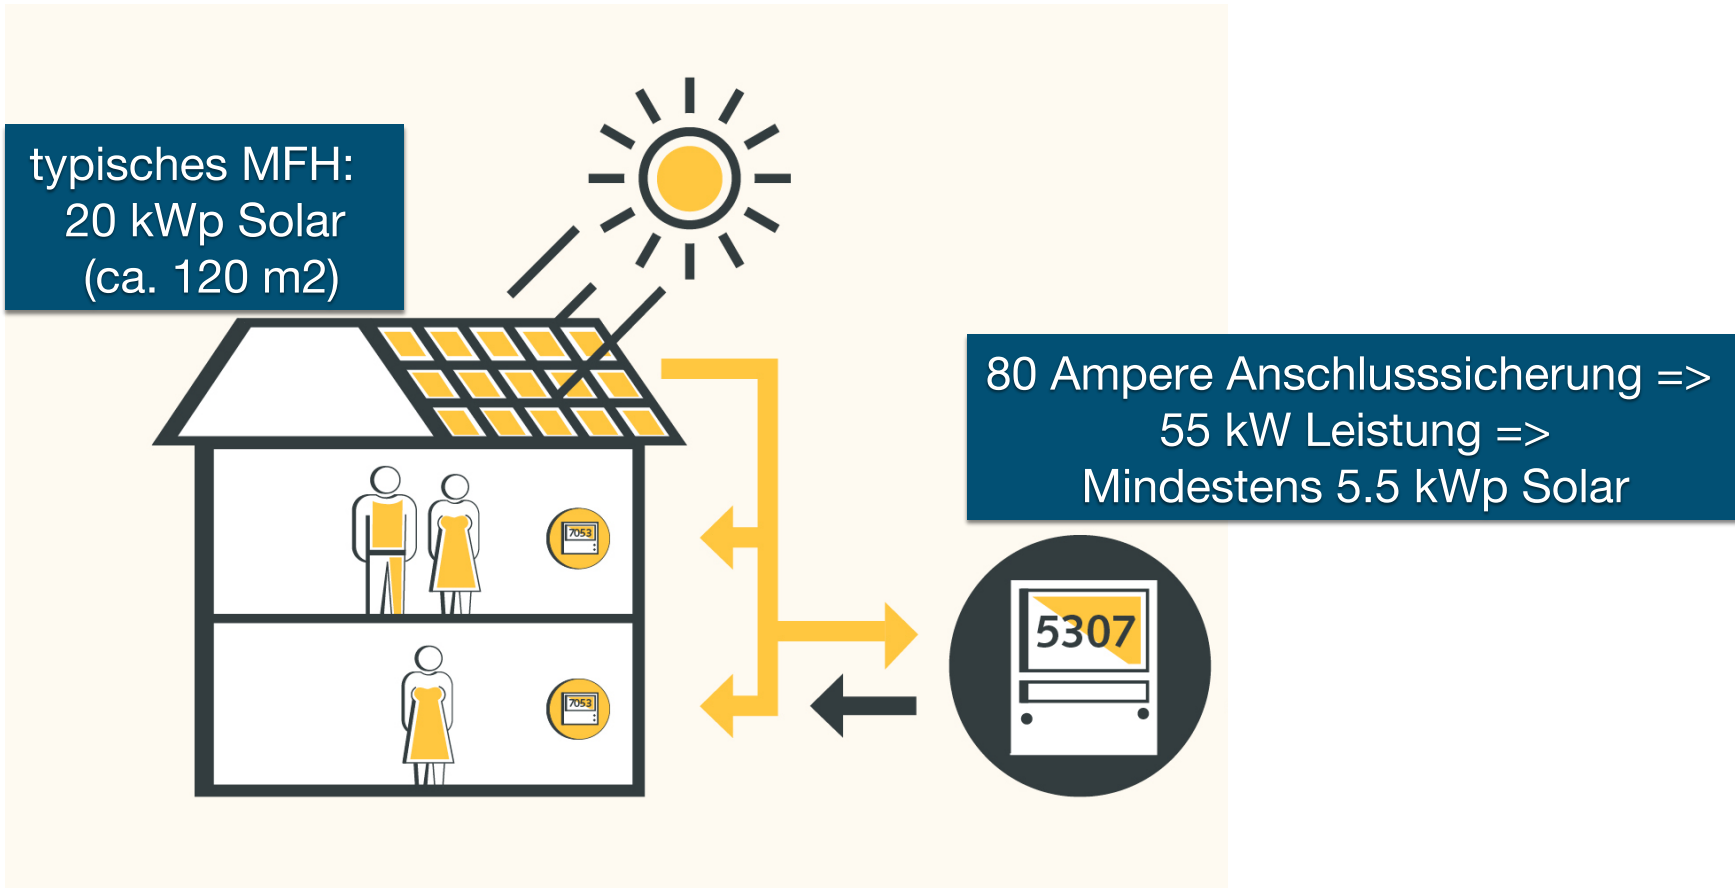 typisches MFH:
20 kWp Solar
(ca. 120 m2)
80 Ampere Anschlusssicherung =>
55 kW Leistung =>
Mindestens 5.5 kWp Solar
7053
5307
7053